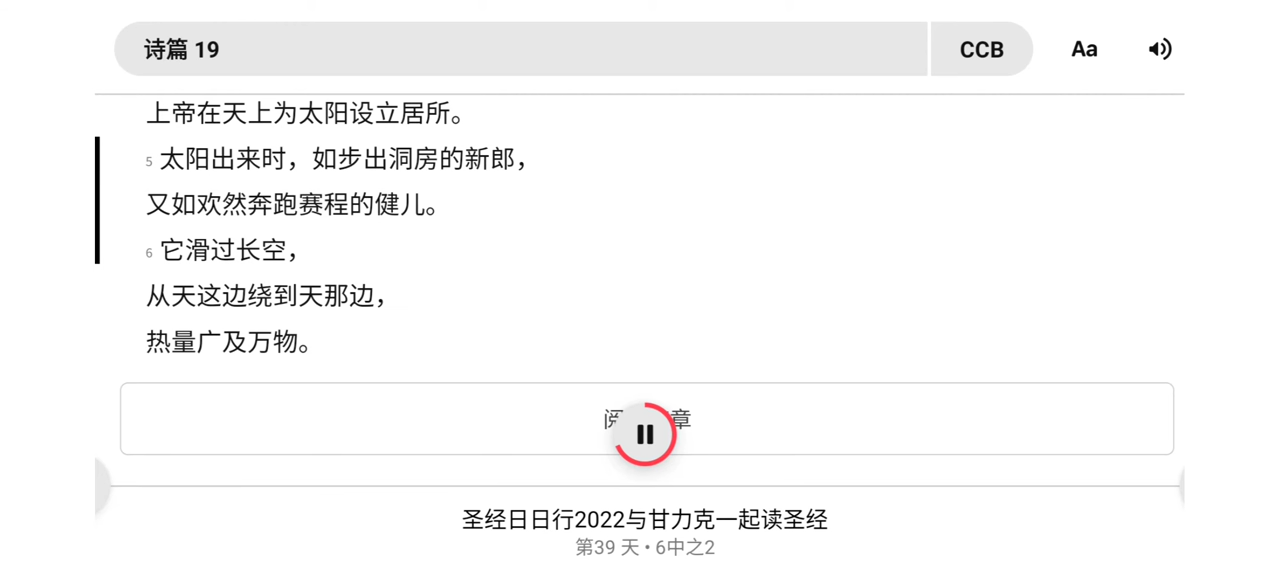 诗篇 19
CCB
Aa
上帝在天上为太阳设立居所。
5 太阳出来时，如步出洞房的新郎，
又如欢然奔跑赛程的健儿。
6 它滑过长空，
从天这边绕到天那边，
热量广及万物。
章
圣经日日行2022与甘力克一起读圣经
第39 天 • 6中之2